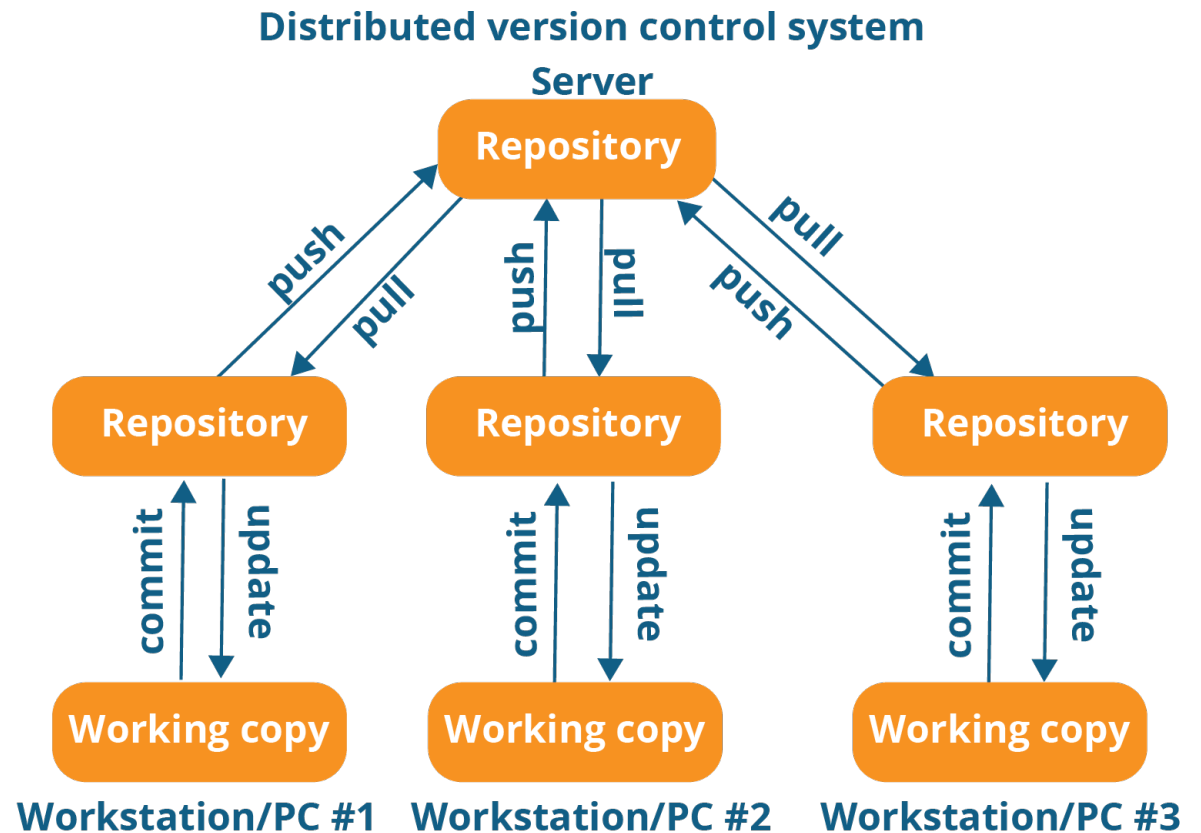 Distributed version control system
Server
Repository
push
pull
push
pull
push
pull
Repository
Repository
Repository
commit
update
commit
update
commit
update
Working copy
Working copy
Working copy
Workstation/PC #1
Workstation/PC #2
Workstation/PC #3